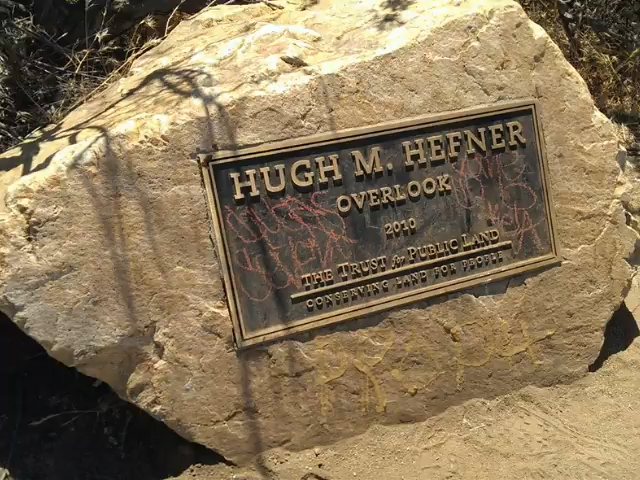 HUGH M. HEFNER
OVERLOOK
2010
THE TRUST for PUBLIC LAND
CONSERVING LAND FOR PEOPLE